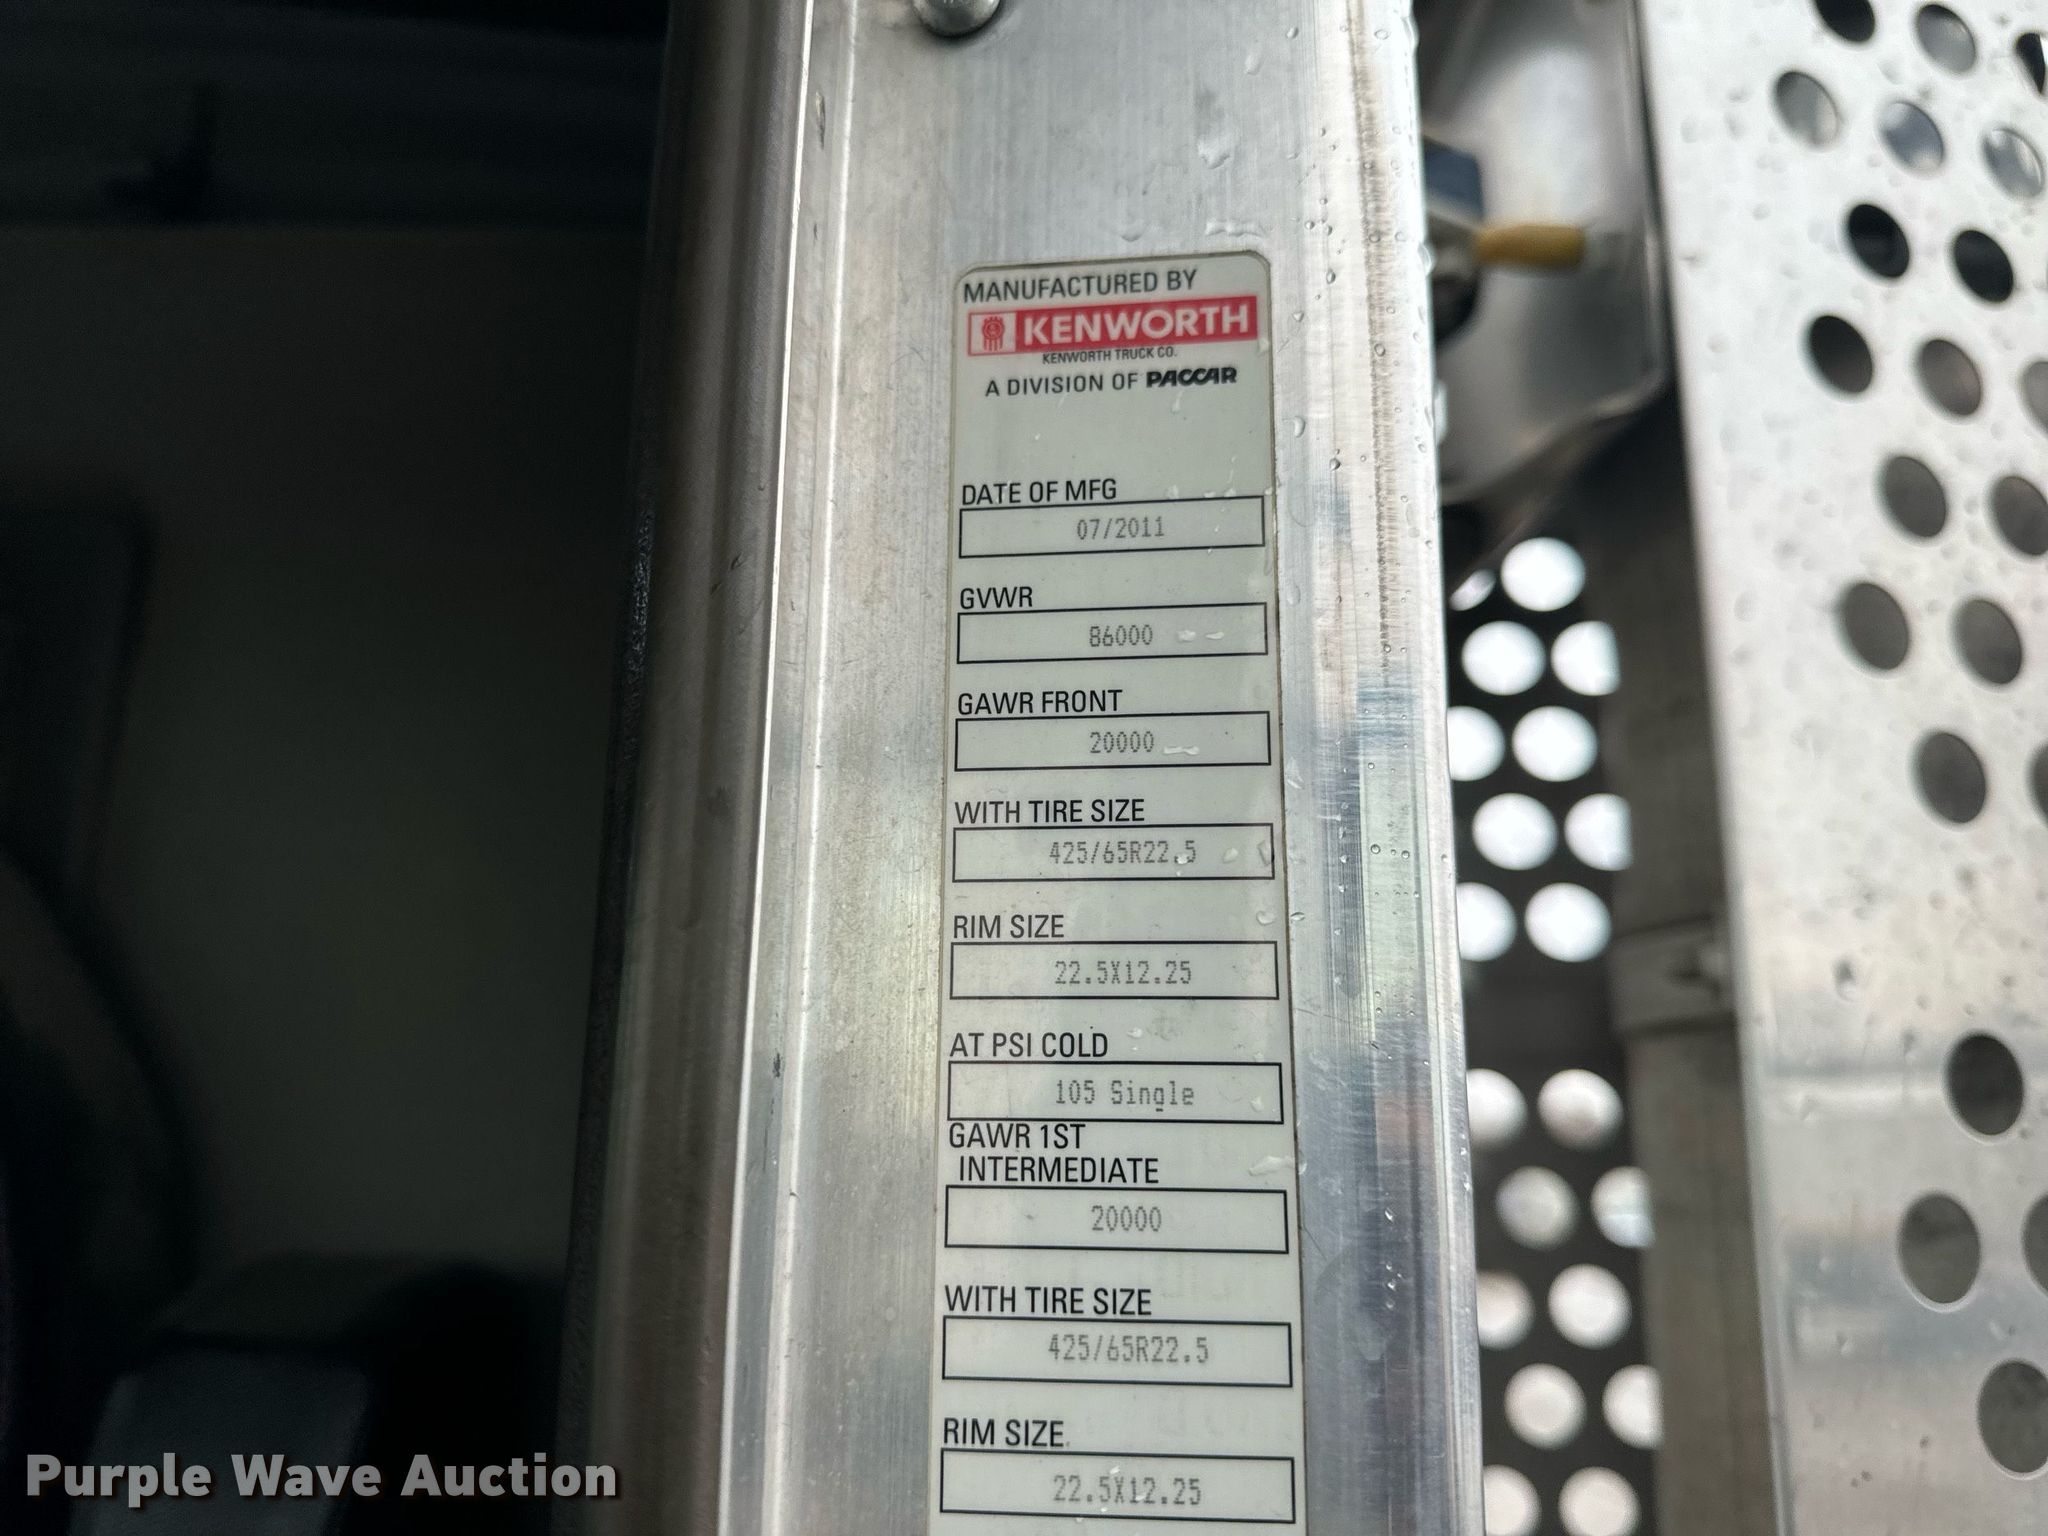 MANUFACTURED BY
KENWORTH
KENWORTH TRUCK CO.
A DIVISION OF PACCAR
DATE OF MFG
07/2011
GVWR
86000
GAWR FRONT
20000
WITH TIRE SIZE
425/65R22.5
RIM SIZE
22.5X12.25
AT PSI COLD
105 Single
GAWR 1ST
INTERMEDIATE
20000
WITH TIRE SIZE
425/65R22.5
RIM SIZE
22.5X12.25
Purple Wave Auction